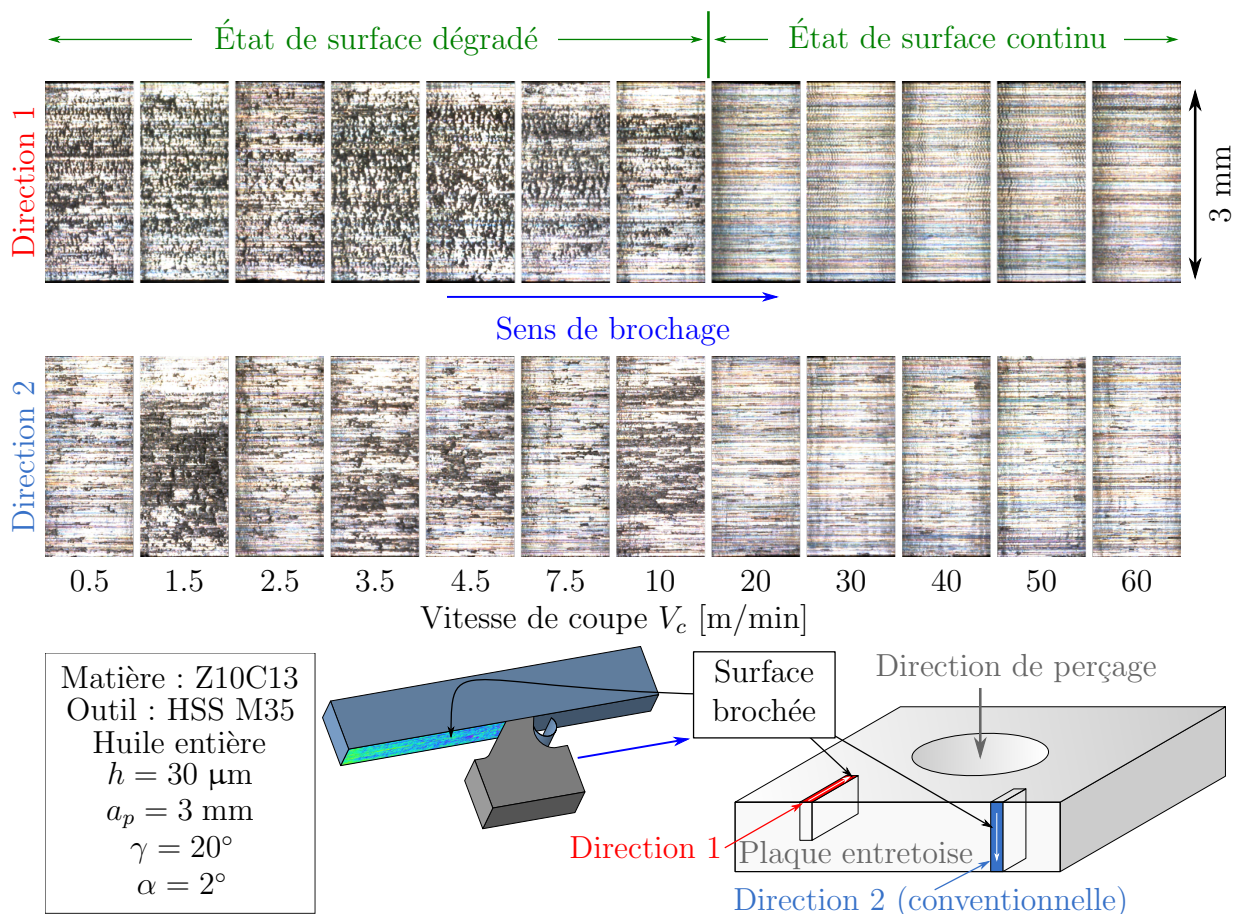 État de surface dégradé
État de surface continu
Direction 1
3 mm
Sens de brochage
Direction 2
0.5 1.5 2.5 3.5 4.5 7.5 10 20 30 40 50 60
Vitesse de coupe V_c [m/min]
Matière : Z10C13
Outil : HSS M35
Huile entière
h = 30 µm
a_p = 3 mm
γ = 20°
α = 2°
Surface
brochée
Direction de perçage
Direction 1
Plaque entretoise
Direction 2 (conventionnelle)